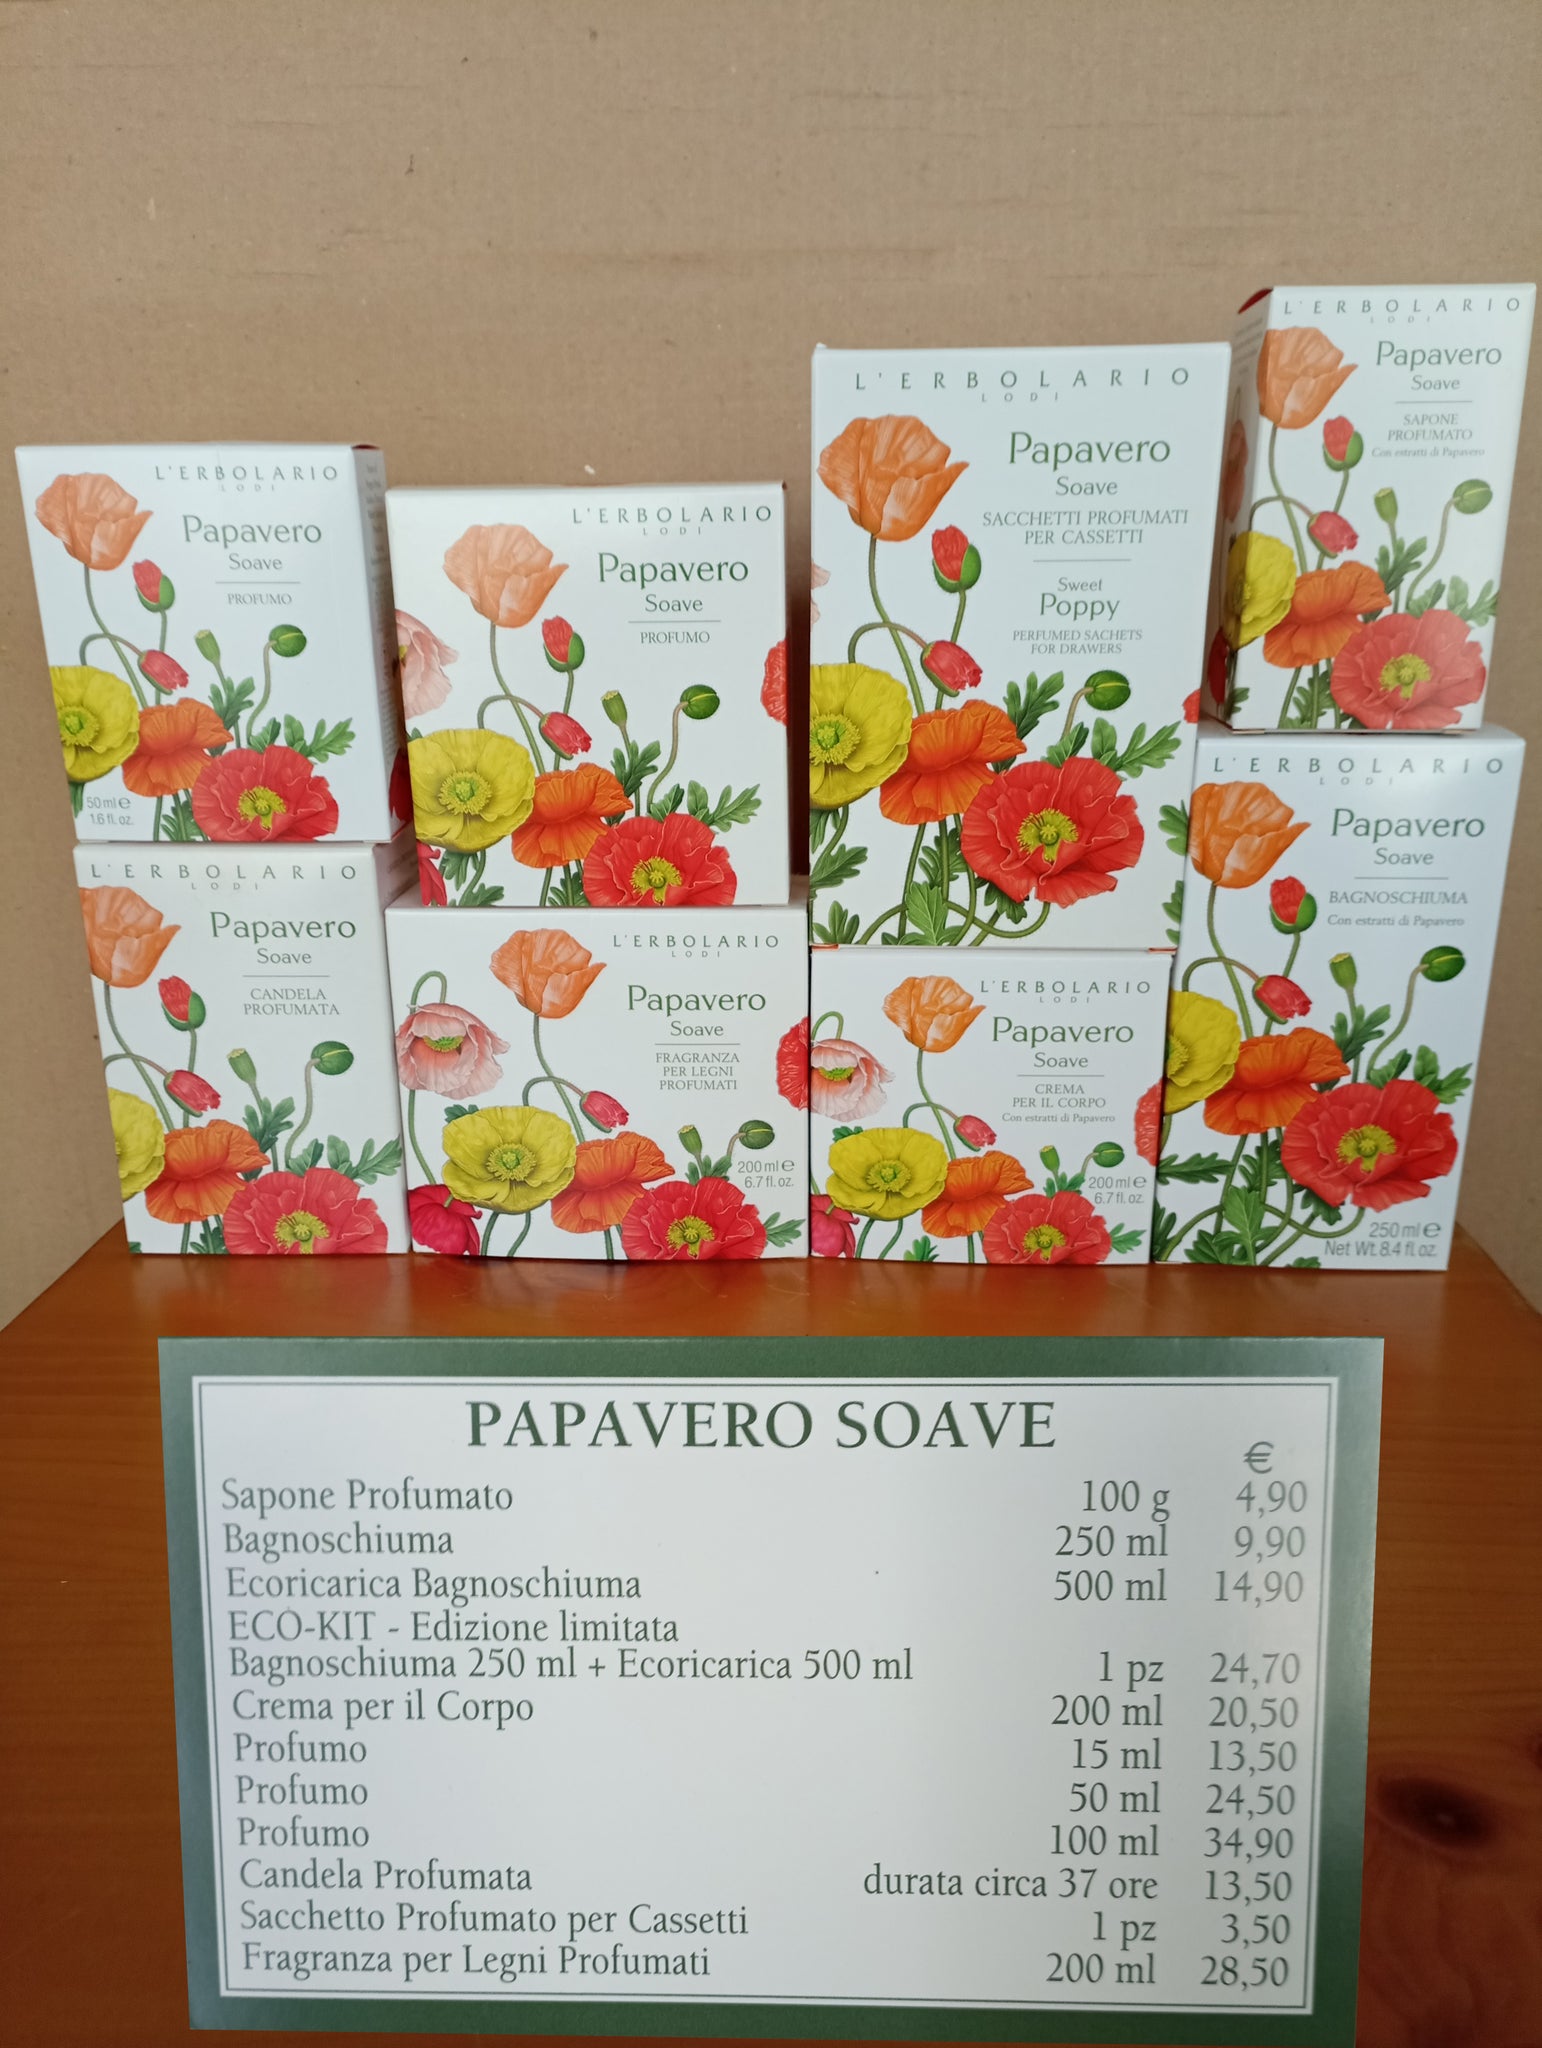 L'ERBOLARIO
LODI
Papavero
Soave
PROFUMO
50 ml e
1.6 fl. oz.
L'ERBOLARIO
LODI
Papavero
Soave
PROFUMO
L'ERBOLARIO
LODI
Papavero
Soave
SACCHETTI PROFUMATI
PER CASSETTI
Sweet
Poppy
PERFUMED SACHETS
FOR DRAWERS
L'ERBOLARIO
LODI
Papavero
Soave
SAPONE
PROFUMATO
Con estratti di Papavero
L'ERBOLARIO
LODI
Papavero
Soave
CANDELA
PROFUMATA
L'ERBOLARIO
LODI
Papavero
Soave
FRAGRANZA
PER LEGNI
PROFUMATI
200 ml e
6.7 fl. oz.
L'ERBOLARIO
LODI
Papavero
Soave
CREMA
PER IL CORPO
Con estratti di Papavero
200 ml e
6.7 fl. oz.
L'ERBOLARIO
LODI
Papavero
Soave
BAGNOSCHIUMA
Con estratti di Papavero
250 ml e
Net Wt. 8.4 fl. oz.
PAPAVERO SOAVE
€
Sapone Profumato 100 g 4,90
Bagnoschiuma 250 ml 9,90
Ecoricarica Bagnoschiuma 500 ml 14,90
ECO-KIT - Edizione limitata
Bagnoschiuma 250 ml + Ecoricarica 500 ml 1 pz 24,70
Crema per il Corpo 200 ml 20,50
Profumo 15 ml 13,50
Profumo 50 ml 24,50
Profumo 100 ml 34,90
Candela Profumata durata circa 37 ore 13,50
Sacchetto Profumato per Cassetti 1 pz 3,50
Fragranza per Legni Profumati 200 ml 28,50